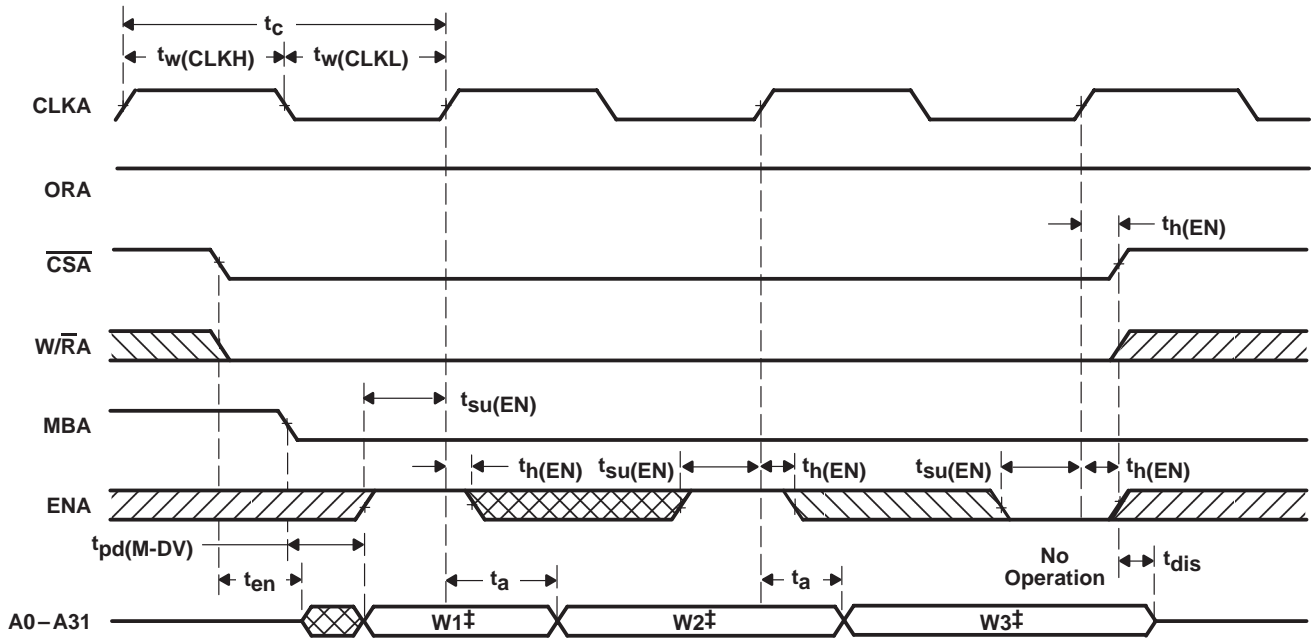 tc
tw(CLKH)
tw(CLKL)
CLKA
ORA
th(EN)
CSA
W/RA
tsu(EN)
MBA
th(EN)
tsu(EN)
th(EN)
tsu(EN)
th(EN)
ENA
tpd(M-DV)
No
Operation
tdis
ten
ta
ta
A0–A31
W1‡
W2‡
W3‡